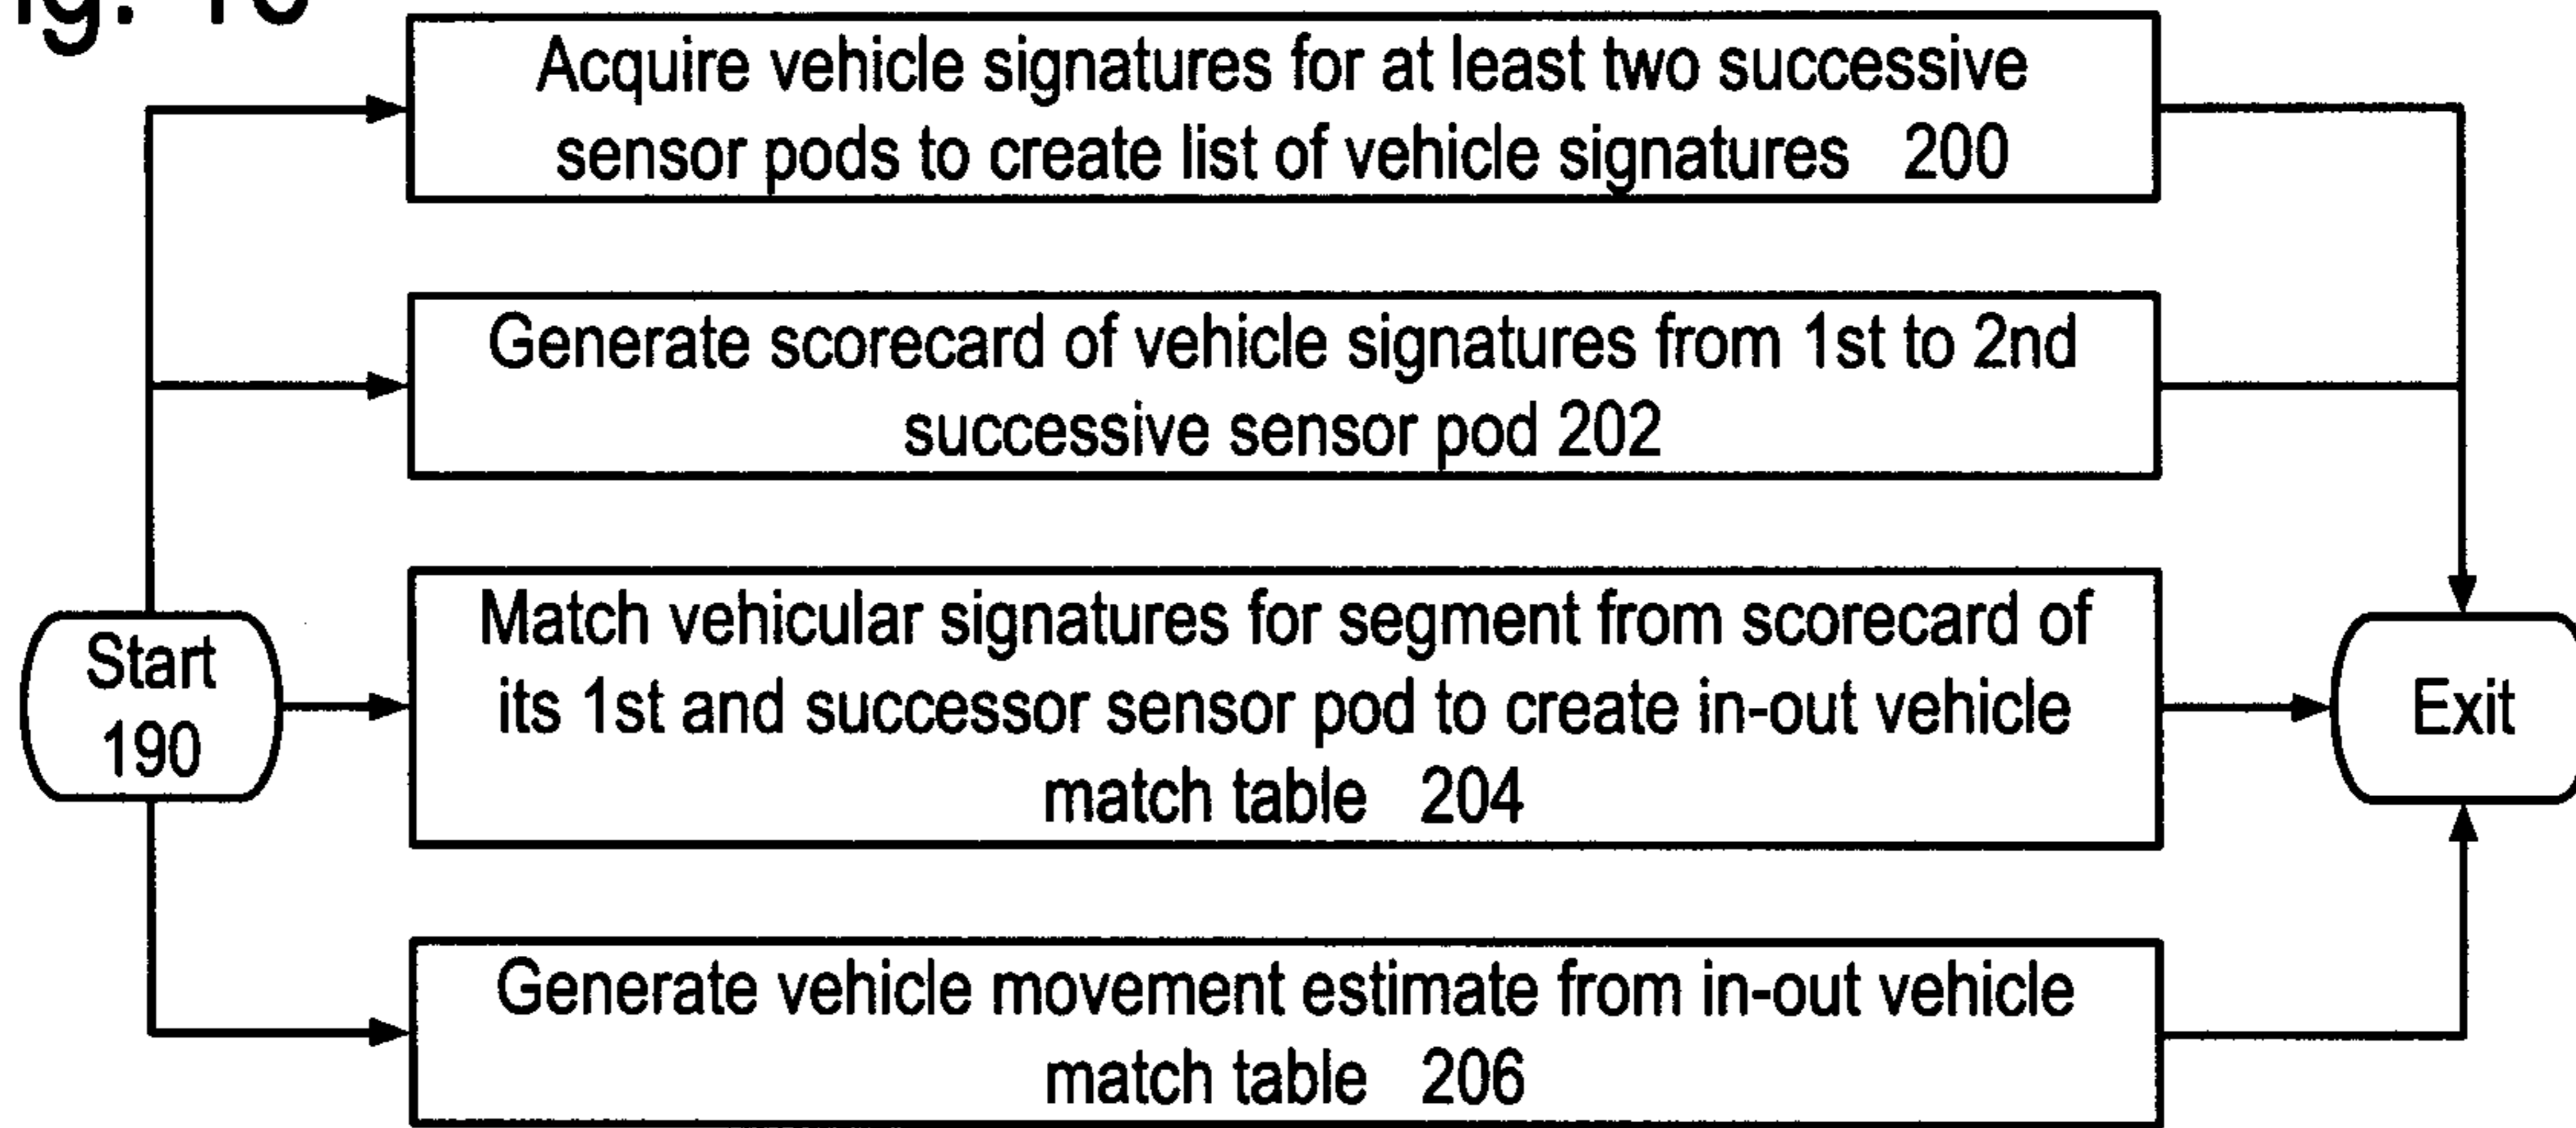 Acquire vehicle signatures for at least two successive
sensor pods to create list of vehicle signatures 200
Generate scorecard of vehicle signatures from 1st to 2nd
successive sensor pod 202
Start
190
Match vehicular signatures for segment from scorecard of
its 1st and successor sensor pod to create in-out vehicle
match table 204
Exit
Generate vehicle movement estimate from in-out vehicle
match table 206